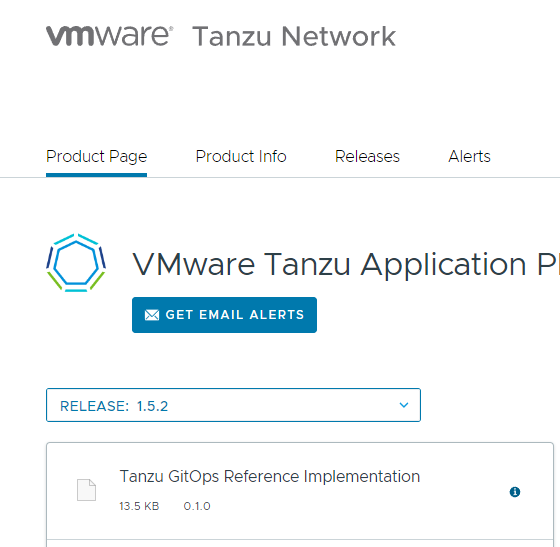 vmware® Tanzu Network
Product Page Product Info Releases Alerts
VMware Tanzu Application
GET EMAIL ALERTS
RELEASE: 1.5.2
Tanzu GitOps Reference Implementation
13.5 KB 0.1.0